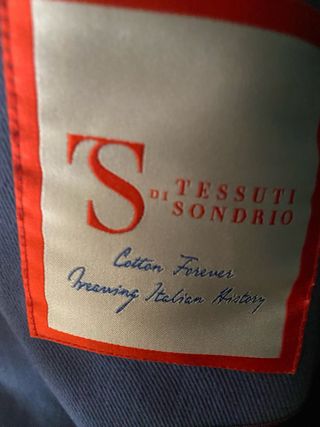 TS DI TESSUTI
SONDRIO
Cotton Forever
Weaving Italian History